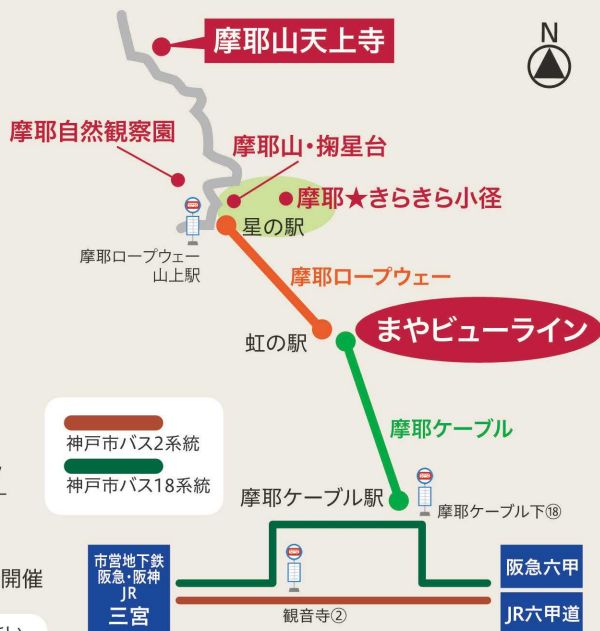 N
摩耶山天上寺
摩耶自然観察園
摩耶山・掬星台
摩耶★きらきら小径
星の駅
摩耶ロープウェー
山上駅
摩耶ロープウェー
まやビューライン
虹の駅
摩耶ケーブル
神戸市バス2系統
神戸市バス18系統
摩耶ケーブル駅
摩耶ケーブル下⑱
開催
市営地下鉄
阪急・阪神
JR
三宮
観音寺②
阪急六甲
JR六甲道